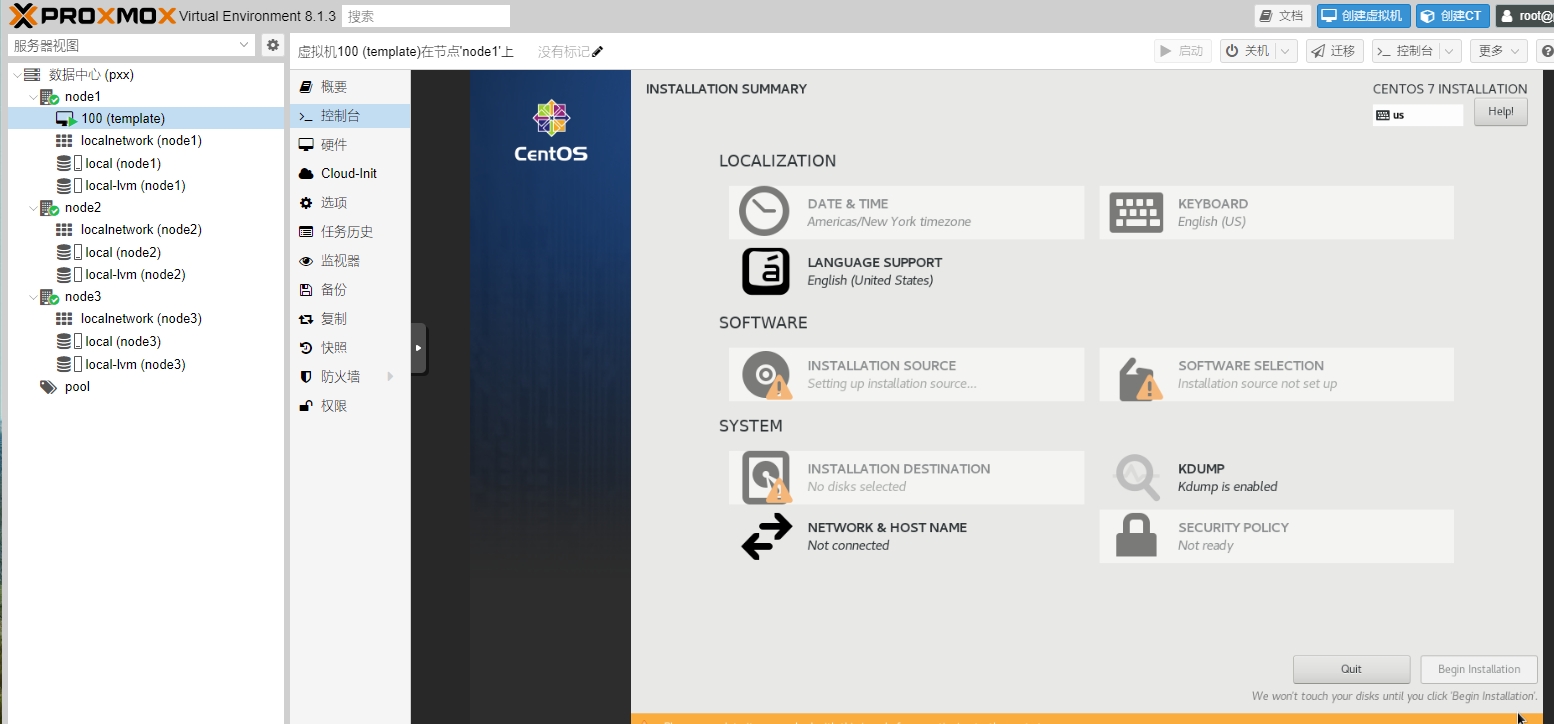 PROXMOX Virtual Environment 8.1.3 搜索 文档 创建虚拟机 创建CT root@
服务器视图
虚拟机100 (template)在节点'node1'上 没有标记 启动 关机 迁移 控制台 更多
数据中心 (pxx)
node1
100 (template)
localnetwork (node1)
local (node1)
local-lvm (node1)
node2
localnetwork (node2)
local (node2)
local-lvm (node2)
node3
localnetwork (node3)
local (node3)
local-lvm (node3)
pool
概要
控制台
硬件
Cloud-Init
选项
任务历史
监视器
备份
复制
快照
防火墙
权限
CentOS
INSTALLATION SUMMARY
CENTOS 7 INSTALLATION
us
Help!
LOCALIZATION
DATE & TIME
Americas/New York timezone
KEYBOARD
English (US)
LANGUAGE SUPPORT
English (United States)
SOFTWARE
INSTALLATION SOURCE
Setting up installation source...
SOFTWARE SELECTION
Installation source not set up
SYSTEM
INSTALLATION DESTINATION
No disks selected
KDUMP
Kdump is enabled
NETWORK & HOST NAME
Not connected
SECURITY POLICY
Not ready
Quit
Begin Installation
We won't touch your disks until you click 'Begin Installation'.